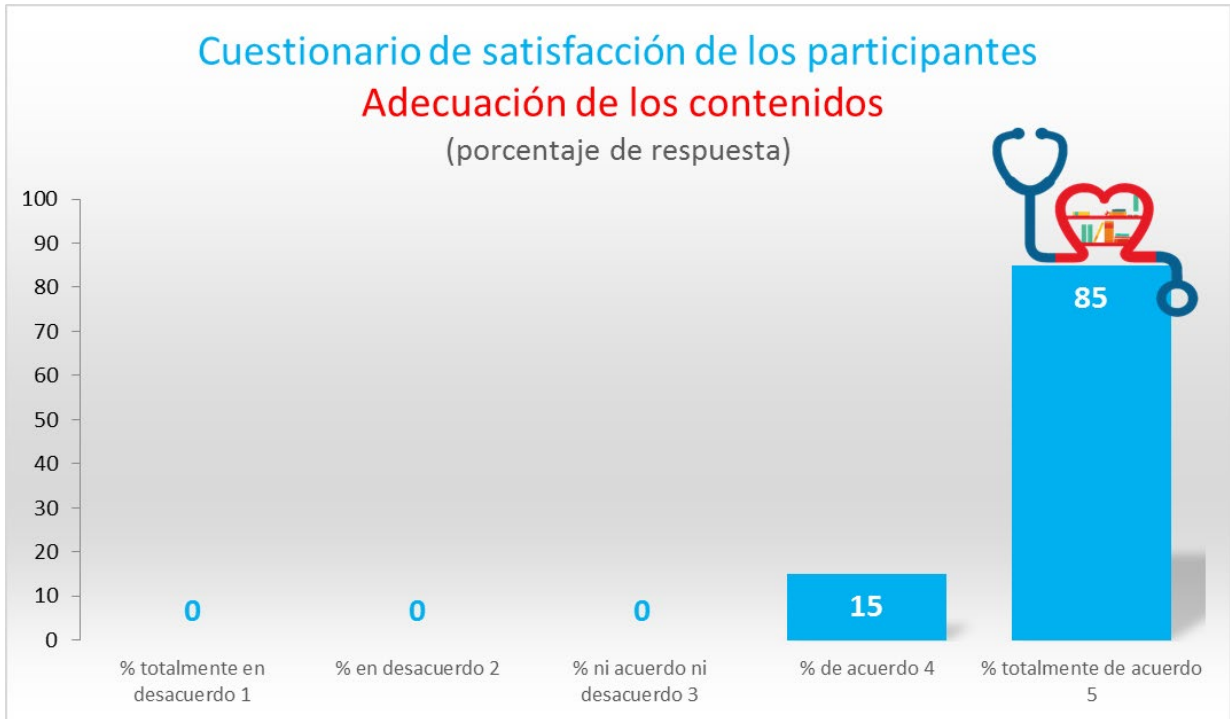 Cuestionario de satisfacción de los participantes
Adecuación de los contenidos
(porcentaje de respuesta)
100
90
80
70
60
50
40
30
20
10
0
0
0
0
15
85
% totalmente en
desacuerdo 1
% en desacuerdo 2
% ni acuerdo ni
desacuerdo 3
% de acuerdo 4
% totalmente de acuerdo
5